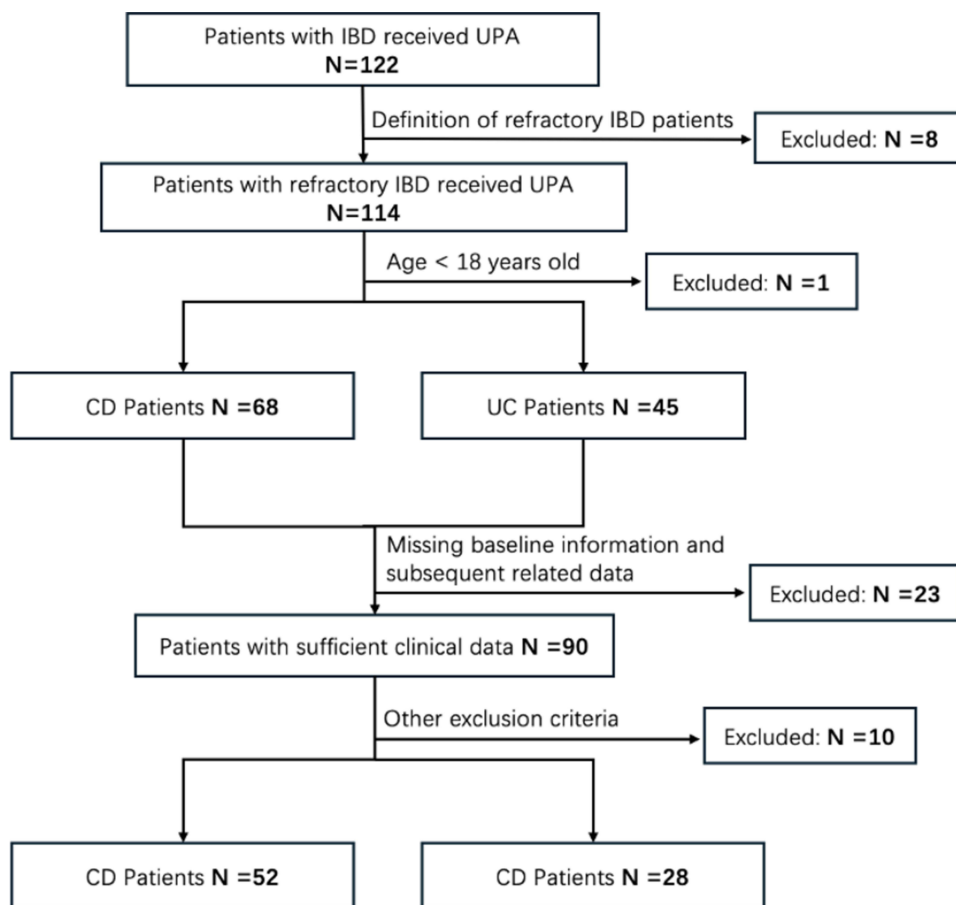 Patients with IBD received UPA
N=122
Definition of refractory IBD patients
Excluded: N =8
Patients with refractory IBD received UPA
N=114
Age < 18 years old
Excluded: N =1
CD Patients N =68
UC Patients N =45
Missing baseline information and
subsequent related data
Excluded: N =23
Patients with sufficient clinical data N =90
Other exclusion criteria
Excluded: N =10
CD Patients N =52
CD Patients N =28